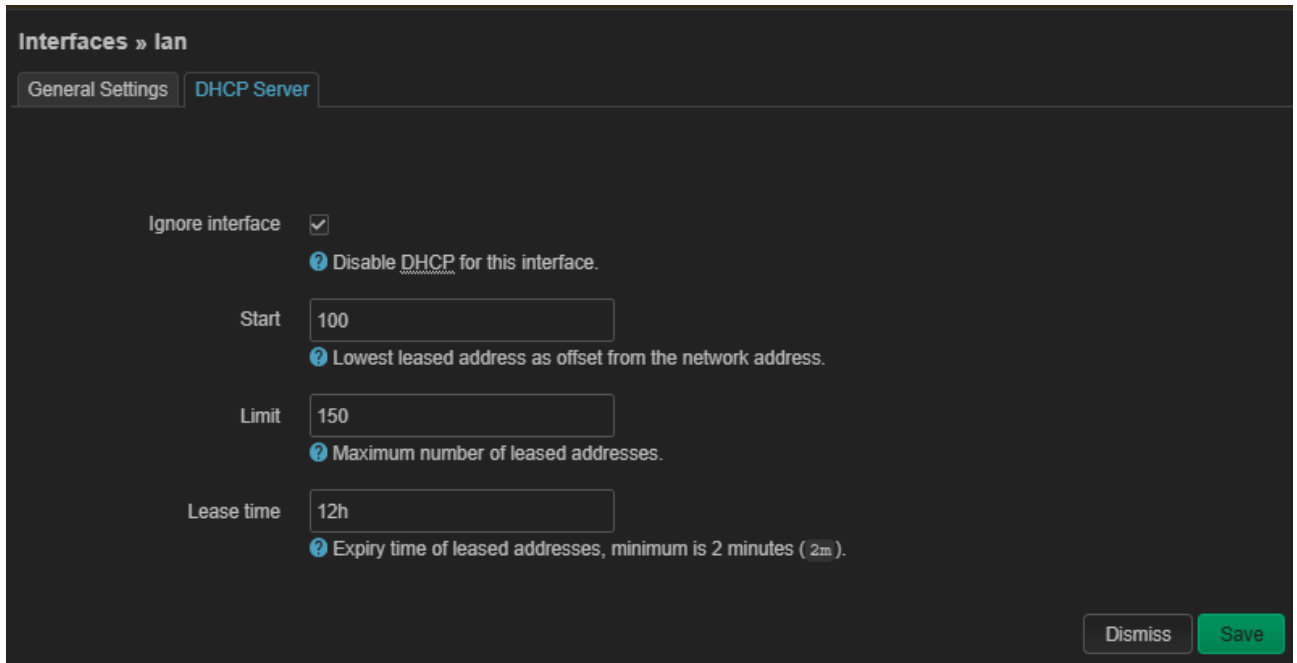 Interfaces » lan
General Settings DHCP Server
Ignore interface
Disable DHCP for this interface.
Start 100
Lowest leased address as offset from the network address.
Limit 150
Maximum number of leased addresses.
Lease time 12h
Expiry time of leased addresses, minimum is 2 minutes ( 2m ).
Dismiss Save